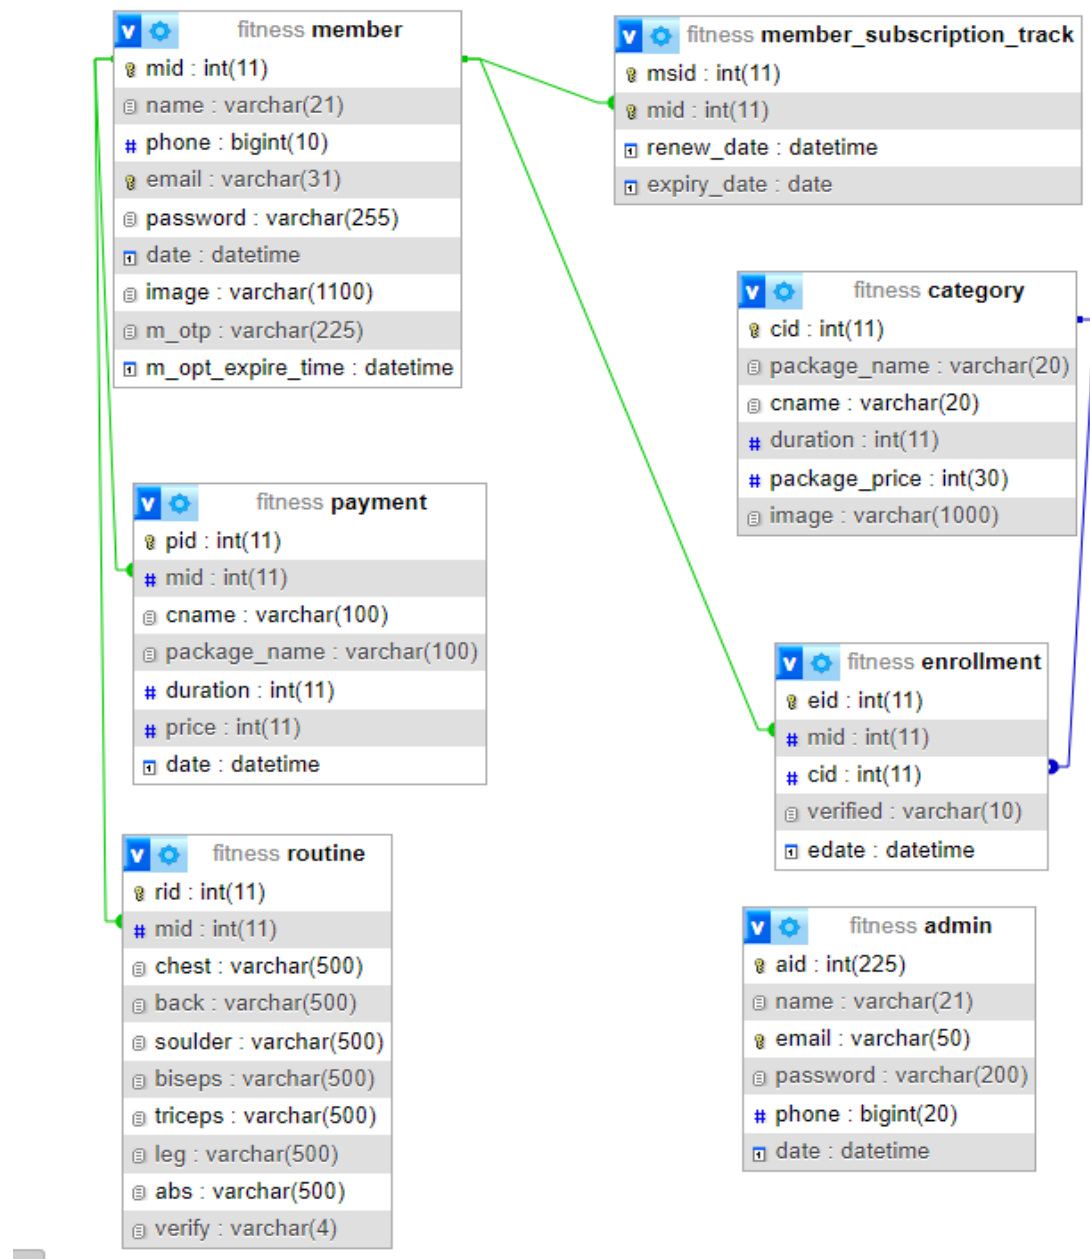 fitness member
mid : int(11)
name : varchar(21)
phone : bigint(10)
email : varchar(31)
password : varchar(255)
date : datetime
image : varchar(1100)
m_otp : varchar(225)
m_opt_expire_time : datetime
fitness member_subscription_track
msid : int(11)
mid : int(11)
renew_date : datetime
expiry_date : date
fitness category
cid : int(11)
package_name : varchar(20)
cname : varchar(20)
duration : int(11)
package_price : int(30)
image : varchar(1000)
fitness payment
pid : int(11)
mid : int(11)
cname : varchar(100)
package_name : varchar(100)
duration : int(11)
price : int(11)
date : datetime
fitness enrollment
eid : int(11)
mid : int(11)
cid : int(11)
verified : varchar(10)
edate : datetime
fitness routine
rid : int(11)
mid : int(11)
chest : varchar(500)
back : varchar(500)
soulder : varchar(500)
biseps : varchar(500)
triceps : varchar(500)
leg : varchar(500)
abs : varchar(500)
verify : varchar(4)
fitness admin
aid : int(225)
name : varchar(21)
email : varchar(50)
password : varchar(200)
phone : bigint(20)
date : datetime